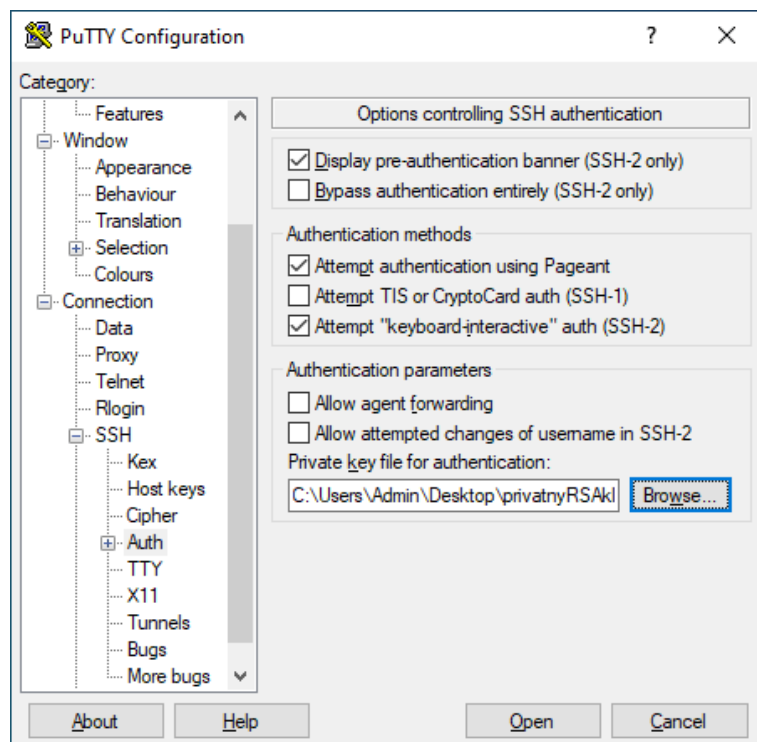 PuTTY Configuration
?
Category:
Features
Window
Appearance
Behaviour
Translation
Selection
Colours
Connection
Data
Proxy
Telnet
Rlogin
SSH
Kex
Host keys
Cipher
Auth
TTY
X11
Tunnels
Bugs
More bugs
Options controlling SSH authentication
Display pre-authentication banner (SSH-2 only)
Bypass authentication entirely (SSH-2 only)
Authentication methods
Attempt authentication using Pageant
Attempt TIS or CryptoCard auth (SSH-1)
Attempt "keyboard-interactive" auth (SSH-2)
Authentication parameters
Allow agent forwarding
Allow attempted changes of username in SSH-2
Private key file for authentication:
C:\Users\Admin\Desktop\privatnyRSAkl
Browse...
About
Help
Open
Cancel